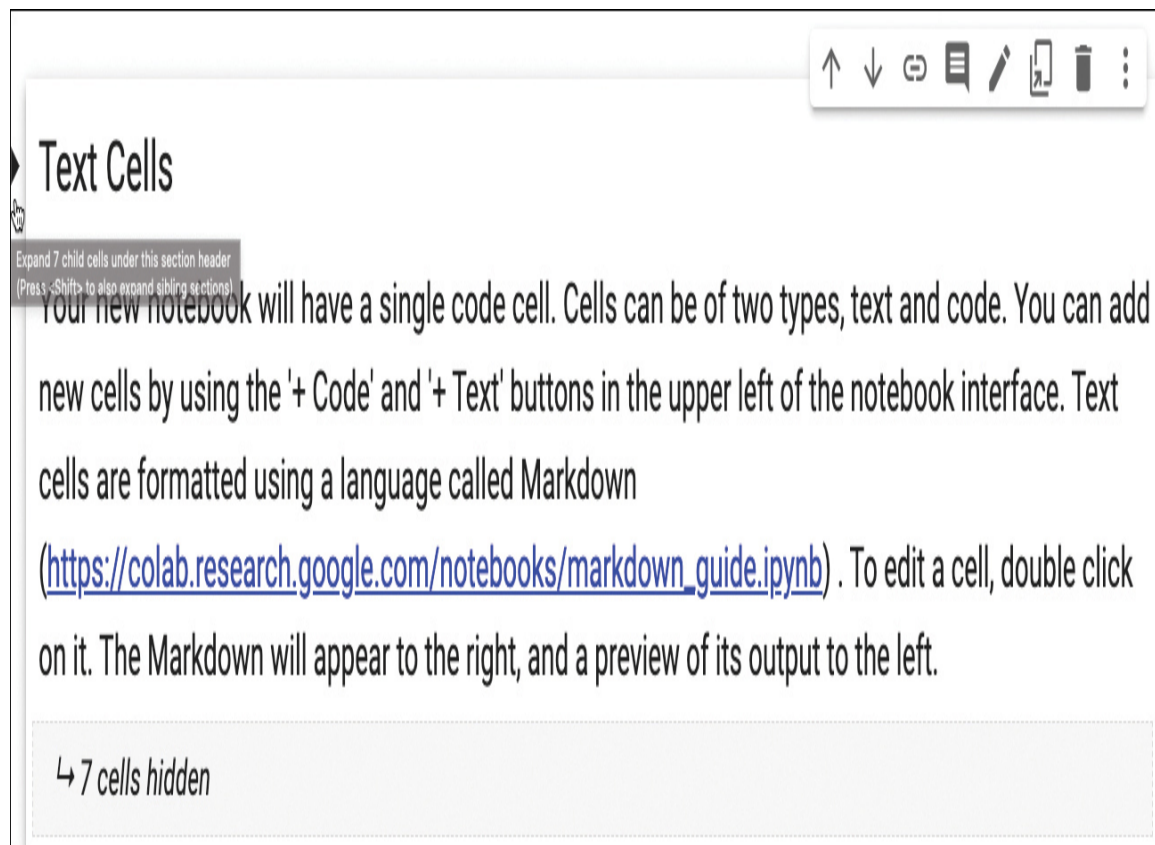 Text Cells
Expand 7 child cells under this section header
(Press <Shift> to also expand sibling sections)
Your new notebook will have a single code cell. Cells can be of two types, text and code. You can add
new cells by using the '+ Code' and '+ Text' buttons in the upper left of the notebook interface. Text
cells are formatted using a language called Markdown
(https://colab.research.google.com/notebooks/markdown_guide.ipynb) . To edit a cell, double click
on it. The Markdown will appear to the right, and a preview of its output to the left.
7 cells hidden